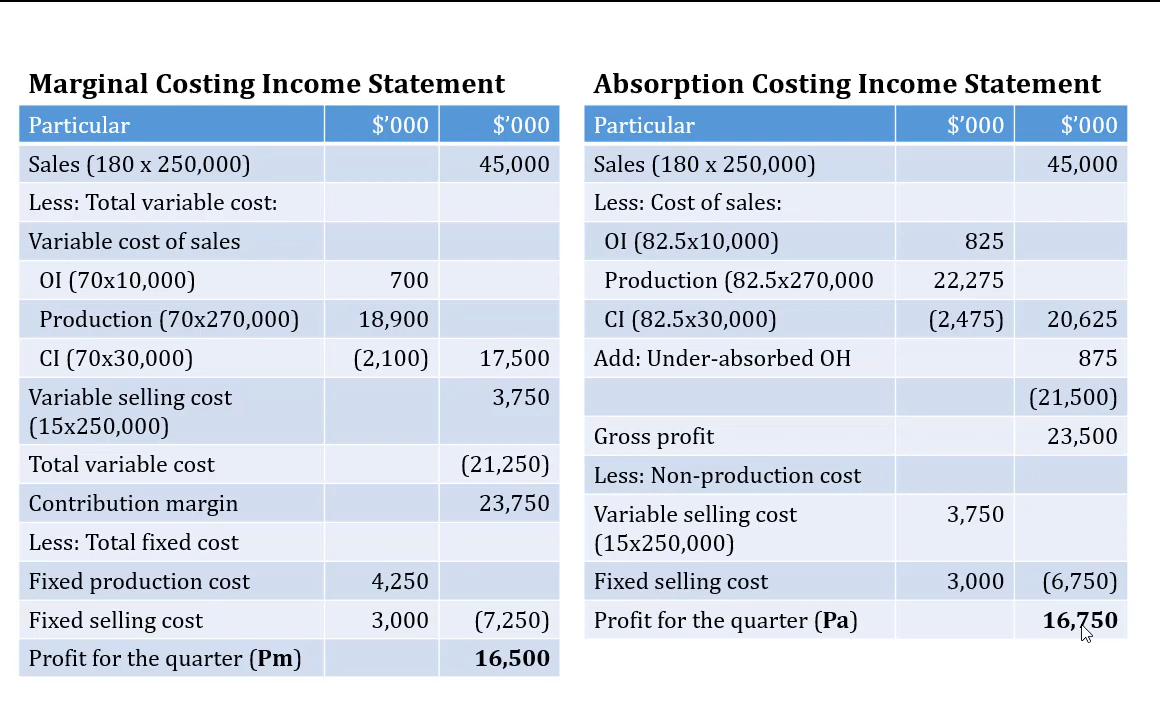 Marginal Costing Income Statement
Particular $'000 $'000
Sales (180 x 250,000) 45,000
Less: Total variable cost:
Variable cost of sales
OI (70x10,000) 700
Production (70x270,000) 18,900
CI (70x30,000) (2,100) 17,500
Variable selling cost 3,750
(15x250,000)
Total variable cost (21,250)
Contribution margin 23,750
Less: Total fixed cost
Fixed production cost 4,250
Fixed selling cost 3,000 (7,250)
Profit for the quarter (Pm) 16,500
Absorption Costing Income Statement
Particular $’000 $’000
Sales (180 x 250,000) 45,000
Less: Cost of sales:
OI (82.5x10,000) 825
Production (82.5x270,000 22,275
CI (82.5x30,000) (2,475) 20,625
Add: Under-absorbed OH 875
(21,500)
Gross profit 23,500
Less: Non-production cost
Variable selling cost 3,750
(15x250,000)
Fixed selling cost 3,000 (6,750)
Profit for the quarter (Pa) 16,750